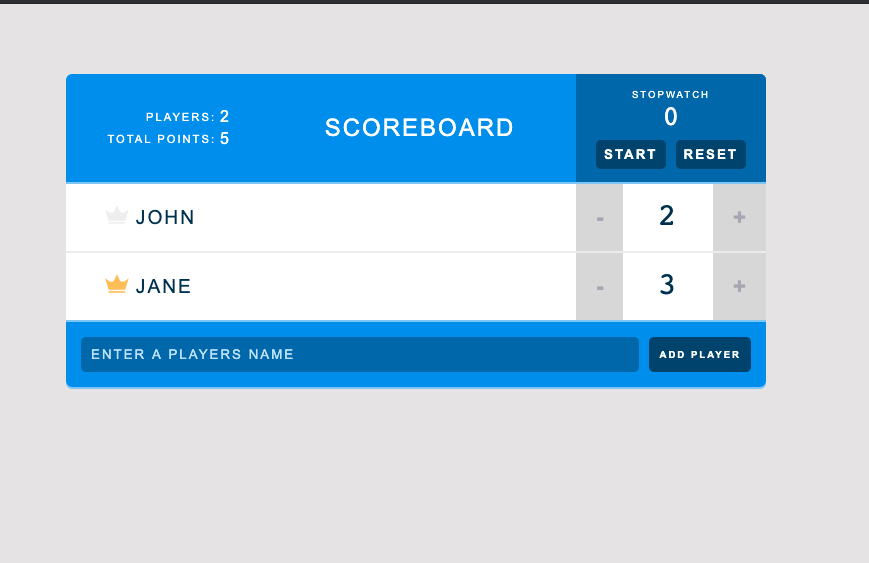 PLAYERS: 2
TOTAL POINTS: 5
SCOREBOARD
STOPWATCH
0
START RESET
JOHN - 2 +
JANE - 3 +
ENTER A PLAYERS NAME ADD PLAYER